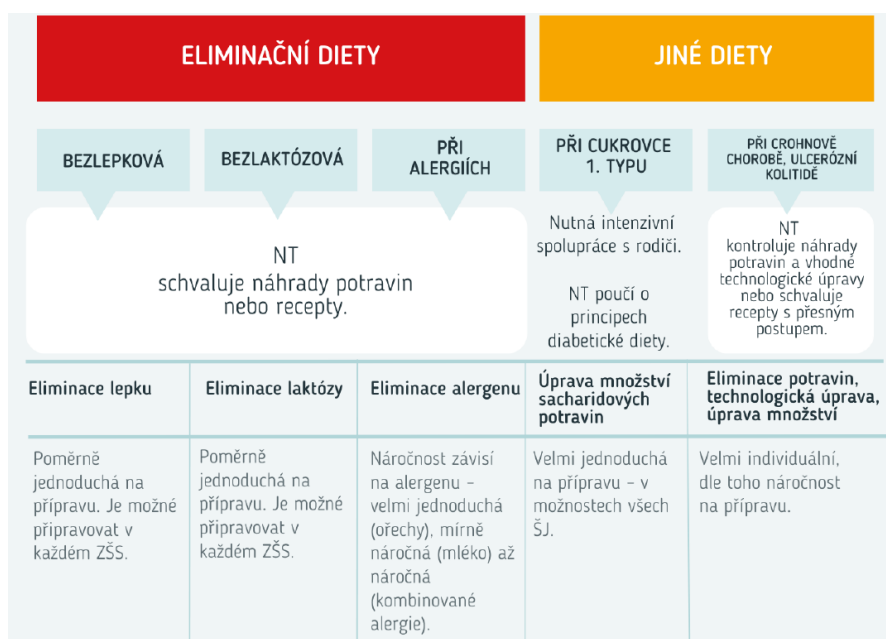 ELIMINAČNÍ DIETY
JINÉ DIETY
BEZLEPKOVÁ
BEZLAKTÓZOVÁ
PŘI
ALERGIÍCH
PŘI CUKROVCE
1. TYPU
PŘI CROHNOVĚ
CHOROBĚ, ULCERÓZNÍ
KOLITIDĚ
NT
schvaluje náhrady potravin
nebo recepty.
Nutná intenzivní
spolupráce s rodiči.
NT poučí o
principech
diabetické diety.
NT
kontroluje náhrady
potravin a vhodné
technologické úpravy
nebo schvaluje
recepty s přesným
postupem.
Eliminace lepku
Eliminace laktózy
Eliminace alergenu
Úprava množství
sacharidových
potravin
Eliminace potravin,
technologická úprava,
úprava množství
Poměrně
jednoduchá na
přípravu. Je možné
připravovat v
každém ZŠS.
Poměrně
jednoduchá na
přípravu. Je možné
připravovat v
každém ZŠS.
Náročnost závisí
na alergenu –
velmi jednoduchá
(ořechy), mírně
náročná (mléko) až
náročná
(kombinované
alergie).
Velmi jednoduchá
na přípravu – v
možnostech všech
ŠJ.
Velmi individuální,
dle toho náročnost
na přípravu.